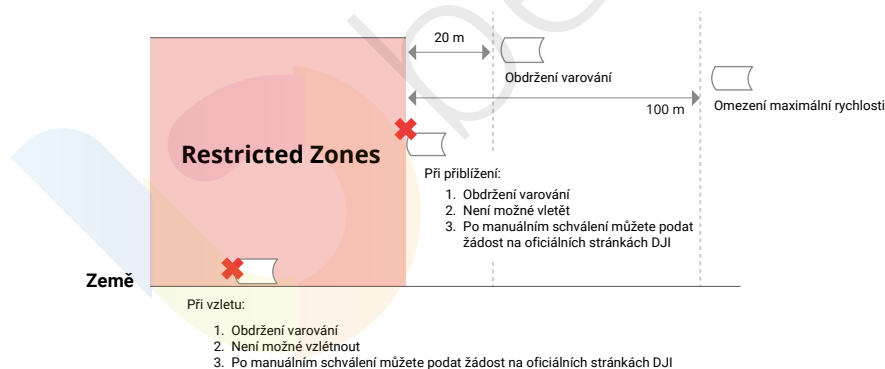 20 m
Obdržení varování
100 m
Omezení maximální rychlosti
Restricted Zones
Při přiblížení:
1. Obdržení varování
2. Není možné vletět
3. Po manuálním schválení můžete podat
žádost na oficiálních stránkách DJI
Země
Při vzletu:
1. Obdržení varování
2. Není možné vzlétnout
3. Po manuálním schválení můžete podat žádost na oficiálních stránkách DJI